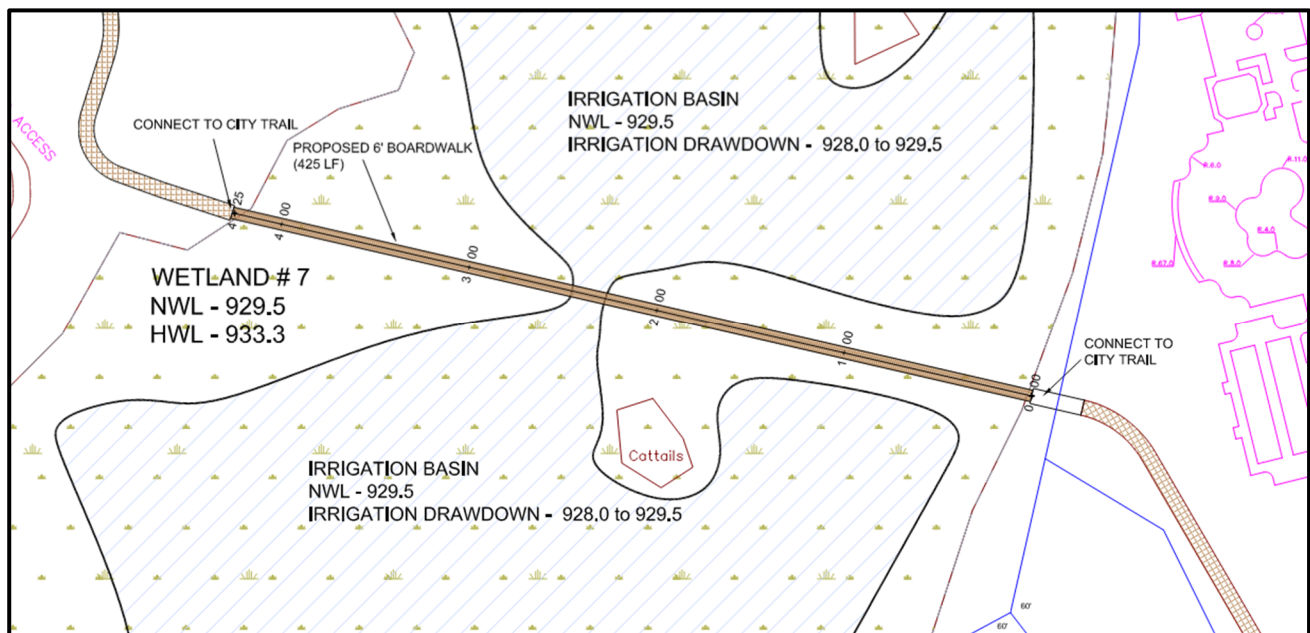 IRRIGATION BASIN
NWL - 929.5
IRRIGATION DRAWDOWN - 928.0 to 929.5
ACCESS
CONNECT TO CITY TRAIL
PROPOSED 6' BOARDWALK
(425 LF)
4 25
4 00
3 00
2 00
1 00
0 00
WETLAND # 7
NWL - 929.5
HWL - 933.3
CONNECT TO
CITY TRAIL
Cattails
IRRIGATION BASIN
NWL - 929.5
IRRIGATION DRAWDOWN - 928.0 to 929.5
60'
60'